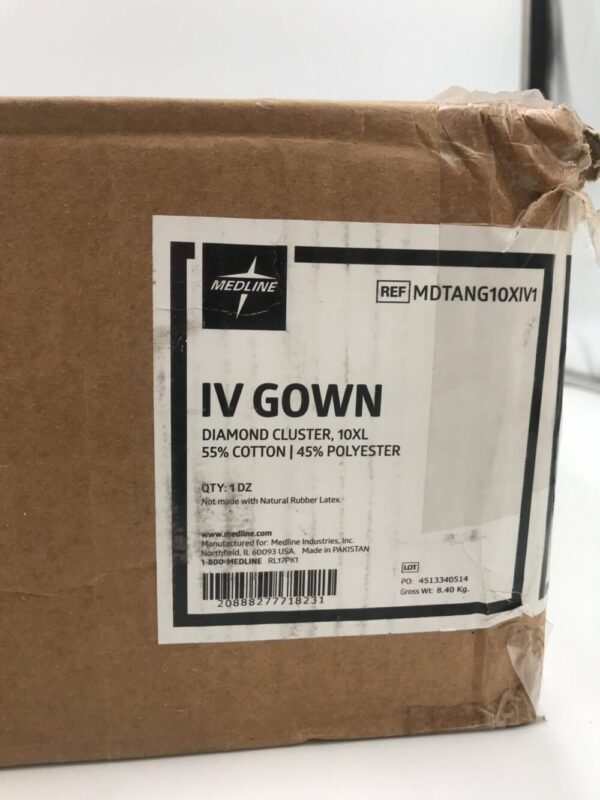 MEDLINE
REF MDTANG10XIV1
IV GOWN
DIAMOND CLUSTER, 10XL
55% COTTON | 45% POLYESTER
QTY: 1 DZ
Not made with Natural Rubber Latex.
www.medline.com
Manufactured for: Medline Industries, Inc.
Northfield, IL 60093 USA. Made in PAKISTAN
1-800-MEDLINE RL17PK1
20888277718231
LOT
PO: 4513340514
Gross Wt: 8.40 Kg.